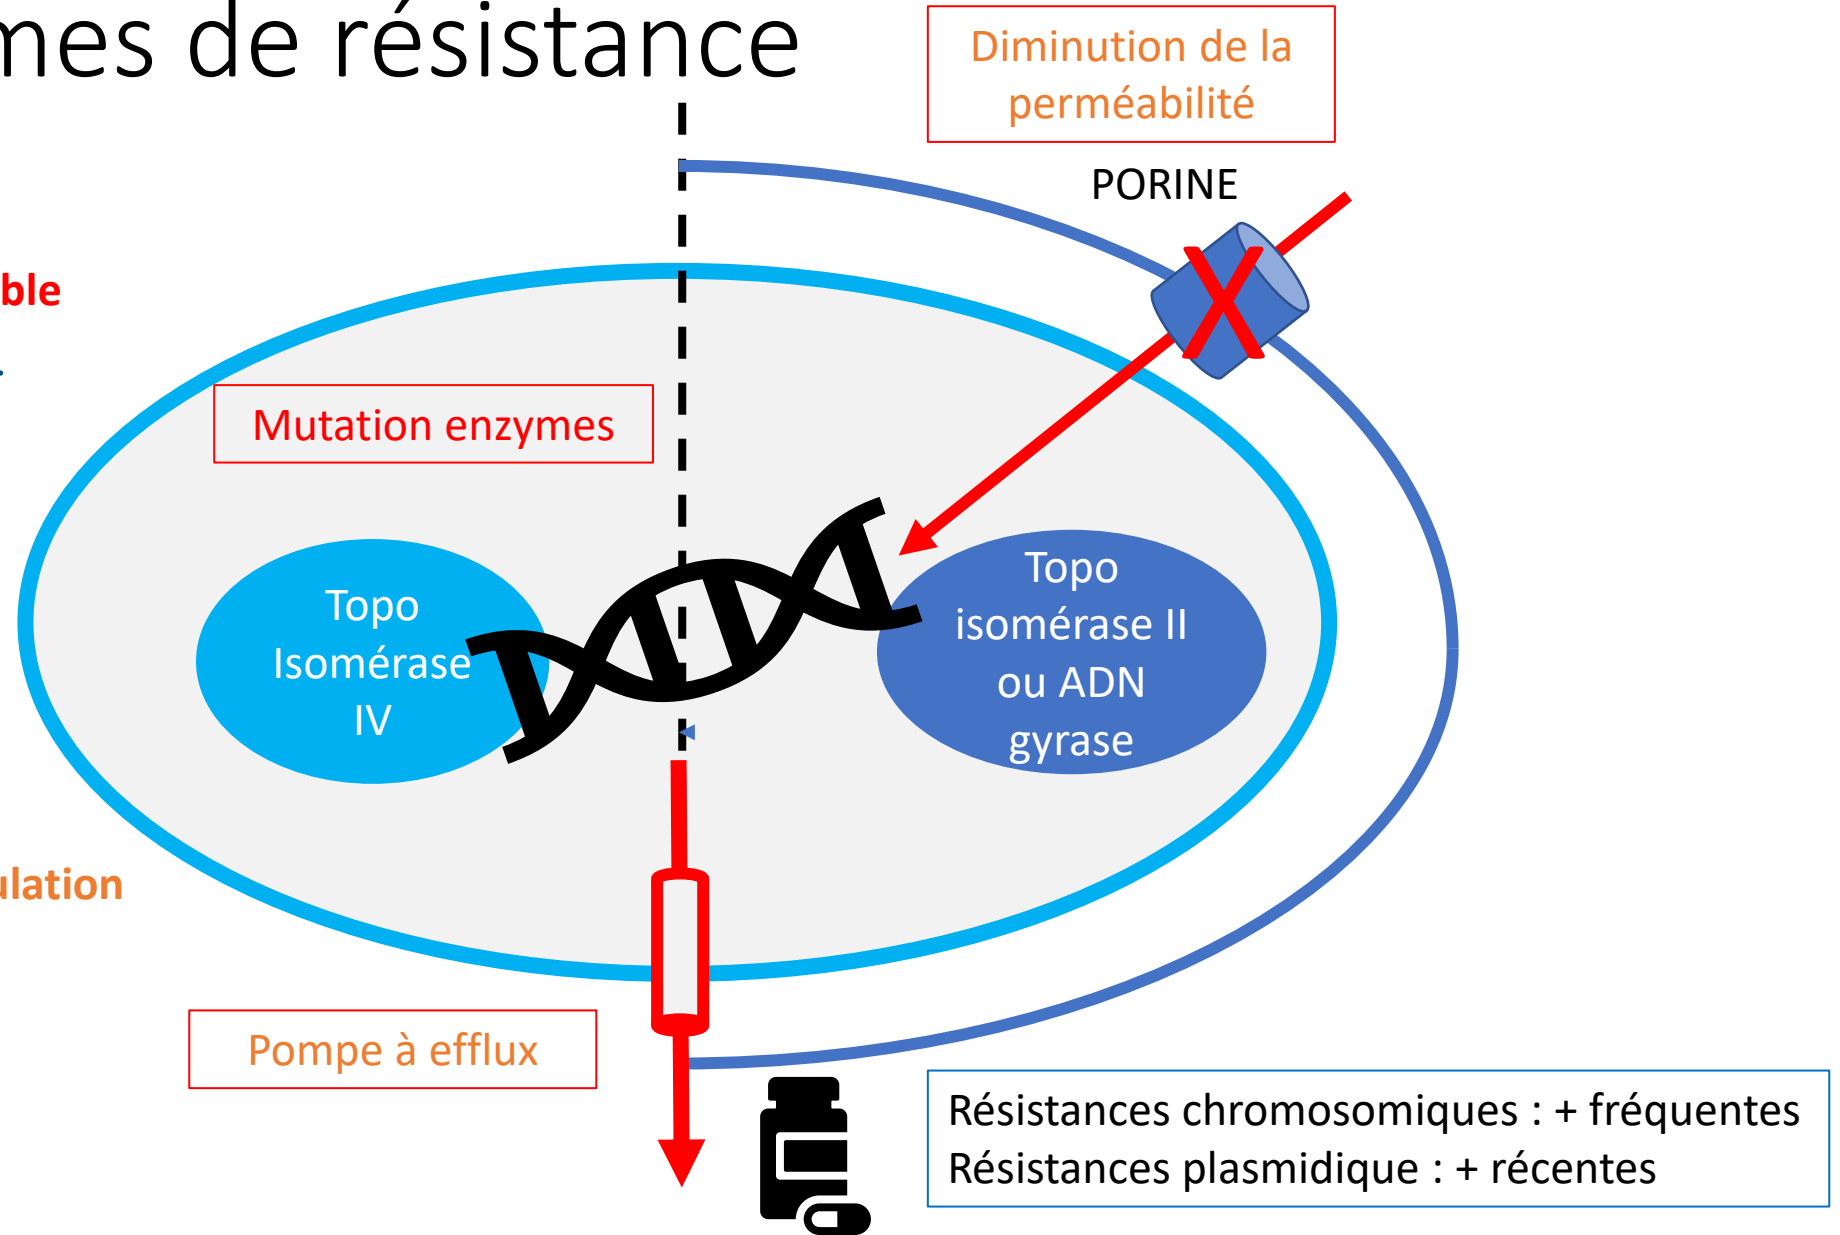 mes de résistance
Diminution de la
perméabilité
PORINE
ble
Mutation enzymes
Topo
Isomérase
IV
Topo
isomérase II
ou ADN
gyrase
ulation
Pompe à efflux
Résistances chromosomiques : + fréquentes
Résistances plasmidique : + récentes